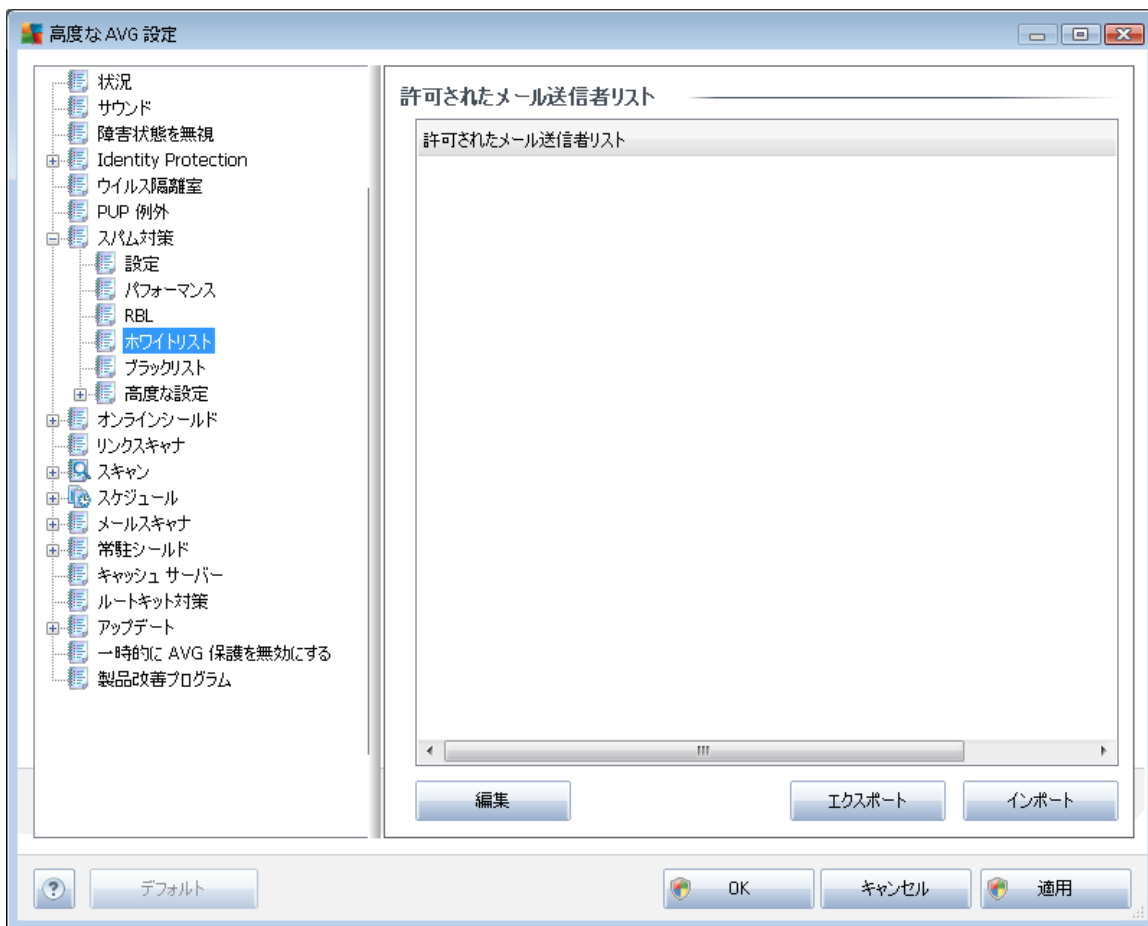 高度な AVG 設定
状況
サウンド
障害状態を無視
Identity Protection
ウイルス隔離室
PUP 例外
スパム対策
設定
パフォーマンス
RBL
ホワイトリスト
ブラックリスト
高度な設定
オンラインシールド
リンクスキャナ
スキャン
スケジュール
メールスキャナ
常駐シールド
キャッシュ サーバー
ルートキット対策
アップデート
一時的に AVG 保護を無効にする
製品改善プログラム
許可されたメール送信者リスト
許可されたメール送信者リスト
編集
エクスポート
インポート
デフォルト
OK
キャンセル
適用